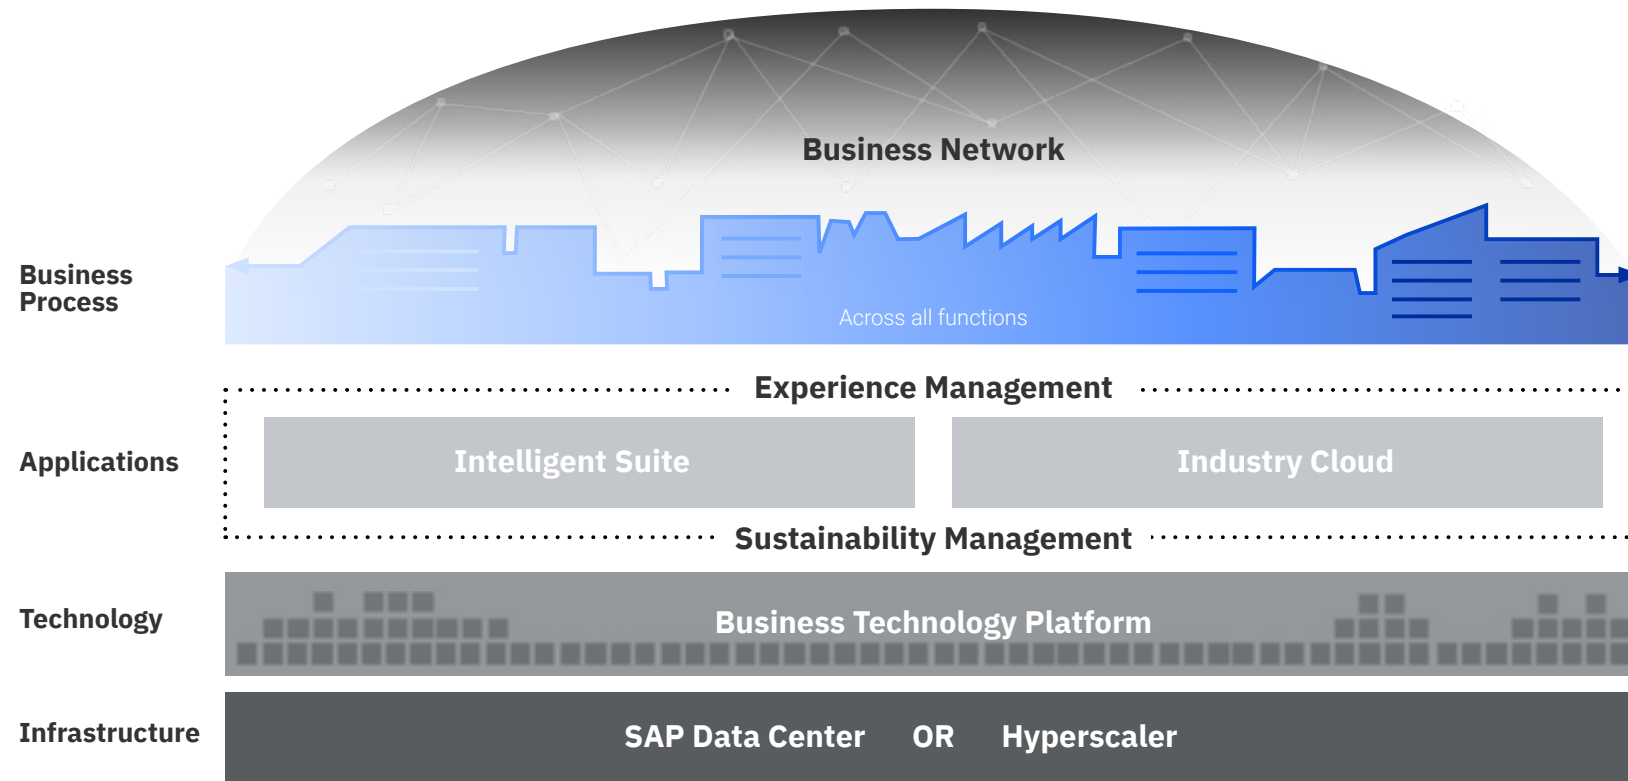 Business Network
Business
Process
Across all functions
Experience Management
Applications
Intelligent Suite
Industry Cloud
Sustainability Management
Technology
Business Technology Platform
Infrastructure
SAP Data Center OR Hyperscaler